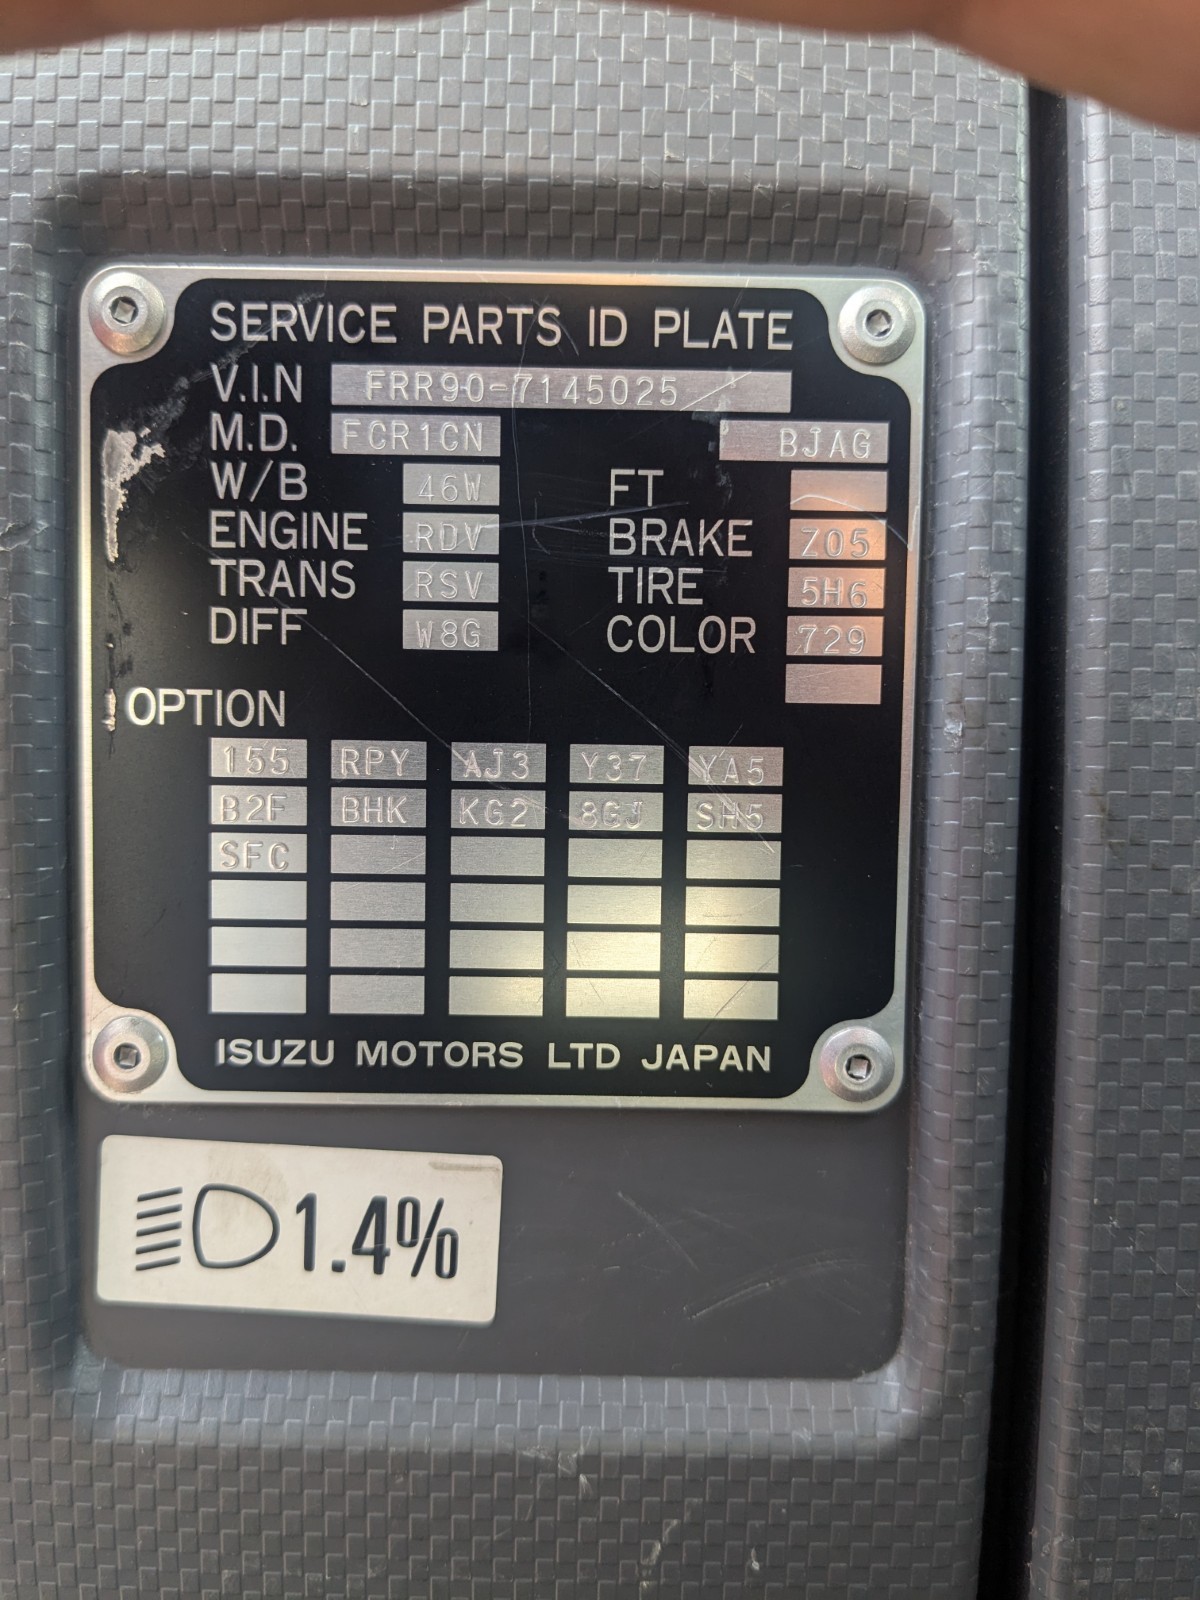 SERVICE PARTS ID PLATE
V.I.N FRR90-7145025
M.D. FCR1CN BJAG
W/B 46W FT
ENGINE RDV BRAKE Z05
TRANS RSV TIRE 5H6
DIFF W8G COLOR 729
OPTION
155 RPY AJ3 Y37 YA5
B2F BHK KG2 8GJ SH5
SFC
ISUZU MOTORS LTD JAPAN
1.4%